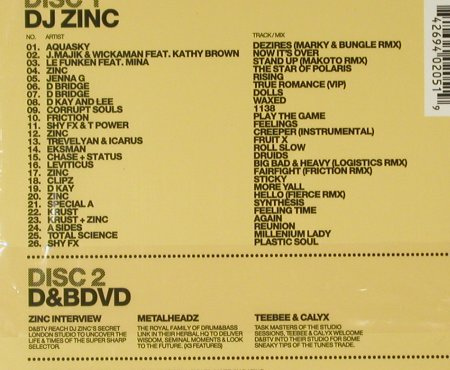 DISC 1
DJ ZINC
NO. ARTIST TRACK/MIX
01. AQUASKY DEZIRES (MARKY & BUNGLE RMX)
02. J.MAJIK & WICKAMAN FEAT. KATHY BROWN NOW IT'S OVER
03. LE FUNKEN FEAT. MINA STAND UP (MAKOTO RMX)
04. ZINC THE STAR OF POLARIS
05. JENNA G RISING
06. D BRIDGE TRUE ROMANCE (VIP)
07. D BRIDGE DOLLS
08. D KAY AND LEE WAXED
09. CORRUPT SOULS 1138
10. FRICTION PLAY THE GAME
11. SHY FX & T POWER FEELINGS
12. ZINC CREEPER (INSTRUMENTAL)
13. TREVELYAN & ICARUS FRUIT X
14. EKSMAN ROLL SLOW
15. CHASE + STATUS DRUIDS
16. LEVITICUS BIG BAD & HEAVY (LOGISTICS RMX)
17. ZINC FAIRFIGHT (FRICTION RMX)
18. CLIPZ STICKY
19. D KAY MORE YALL
20. ZINC HELLO (FIERCE RMX)
21. SPECIAL A SYNTHESIS
22. KRUST FEELING TIME
23. KRUST + ZINC AGAIN
24. A SIDES REUNION
25. TOTAL SCIENCE MILLENIUM LADY
26. SHY FX PLASTIC SOUL
42694 02051 9
DISC 2
D&BDVD
ZINC INTERVIEW
D&BTV REACH DJ ZINC'S SECRET
LONDON STUDIO TO UNCOVER THE
LIFE & TIMES OF THE SUPER SHARP
SELECTOR.
METALHEADZ
THE ROYAL FAMILY OF DRUM&BASS
LINK IN THEIR HERBAL HQ TO DELIVER
WISDOM, SEMINAL MOMENTS & LOOK
TO THE FUTURE. (X3 FEATURES)
TEEBEE & CALYX
TASK MASTERS OF THE STUDIO
SESSIONS, TEEBEE & CALYX WELCOME
D&BTV INTO THEIR STUDIO FOR SOME
SNEAKY TIPS OF THE TUNES TRADE.